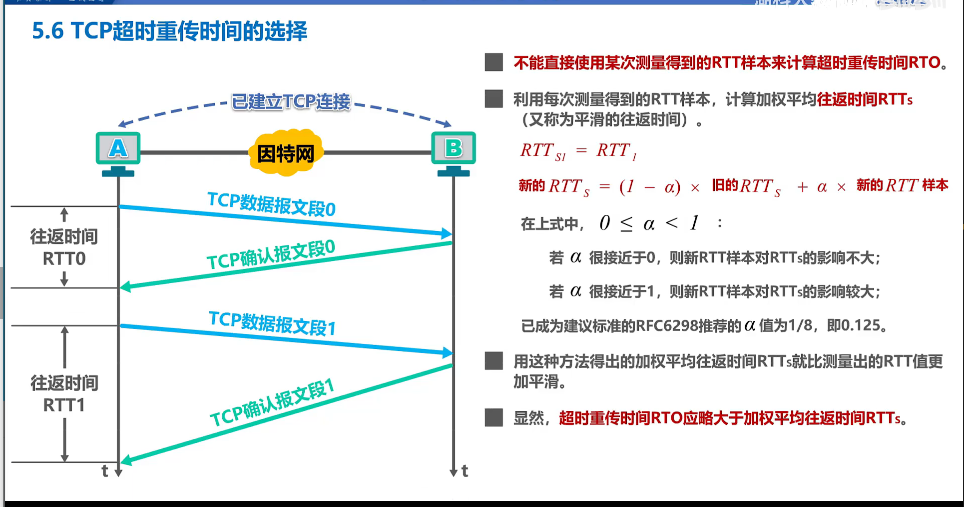 5.6 TCP超时重传时间的选择
已建立TCP连接
A
因特网
B
TCP数据报文段0
往返时间
RTT0
TCP确认报文段0
TCP数据报文段1
往返时间
RTT1
TCP确认报文段1
t
t
不能直接使用某次测量得到的RTT样本来计算超时重传时间RTO。
利用每次测量得到的RTT样本，计算加权平均往返时间RTTs
（又称为平滑的往返时间）。
RTT_S1 = RTT_1
新的RTT_S = (1 − α) × 旧的RTT_S + α × 新的RTT样本
在上式中， 0 ≤ α < 1 ：
若 α 很接近于0，则新RTT样本对RTTs的影响不大；
若 α 很接近于1，则新RTT样本对RTTs的影响较大；
已成为建议标准的RFC6298推荐的α值为1/8，即0.125。
用这种方法得出的加权平均往返时间RTTs就比测量出的RTT值更
加平滑。
显然，超时重传时间RTO应略大于加权平均往返时间RTTs。